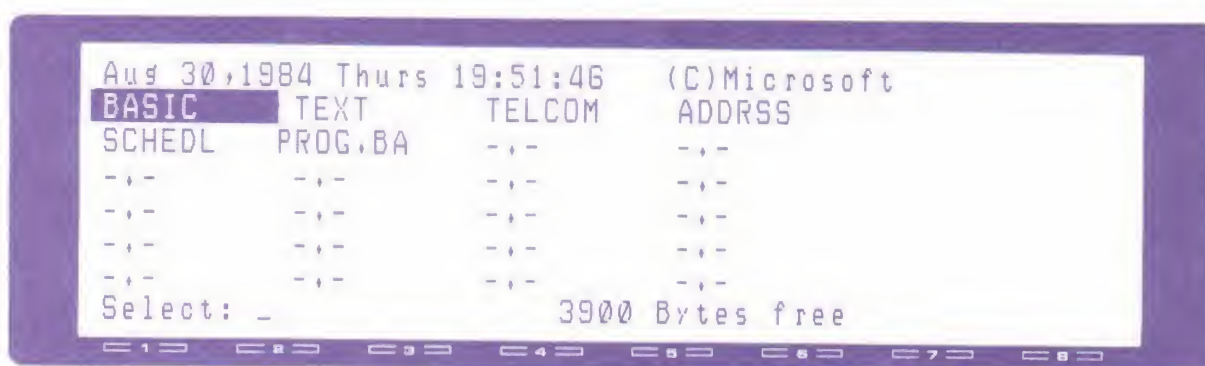 Aug 30,1984 Thurs 19:51:46 (C)Microsoft
BASIC TEXT TELCOM ADDRSS
SCHEDL PROG.BA -.- -.-
-.- -.- -.- -.-
-.- -.- -.- -.-
-.- -.- -.- -.-
-.- -.- -.- -.-
Select: _ 3900 Bytes free
1 2 3 4 5 6 7 8